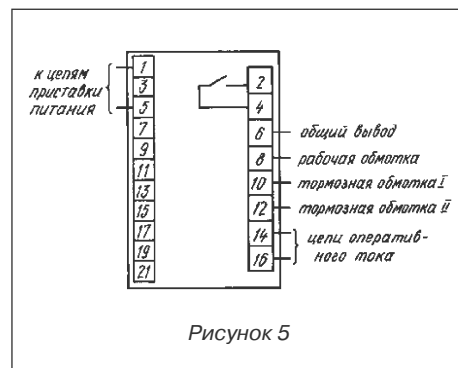 к цепям
приставки
питания
1
3
5
7
9
11
13
15
17
19
21
2
4
6
8
10
12
14
16
общий вывод
рабочая обмотка
тормозная обмотка I
тормозная обмотка II
цепи оператив-
ного тока
Рисунок 5